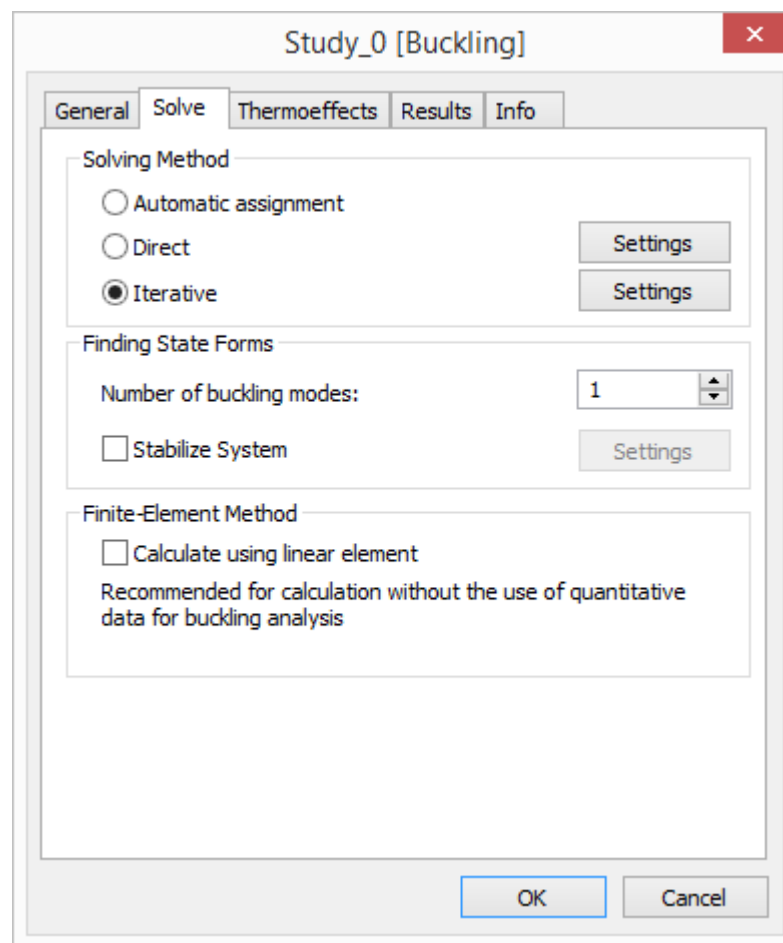 Study_0 [Buckling]
General Solve Thermoeffects Results Info
Solving Method
Automatic assignment
Direct Settings
Iterative Settings
Finding State Forms
Number of buckling modes: 1
Stabilize System Settings
Finite-Element Method
Calculate using linear element
Recommended for calculation without the use of quantitative
data for buckling analysis
OK Cancel